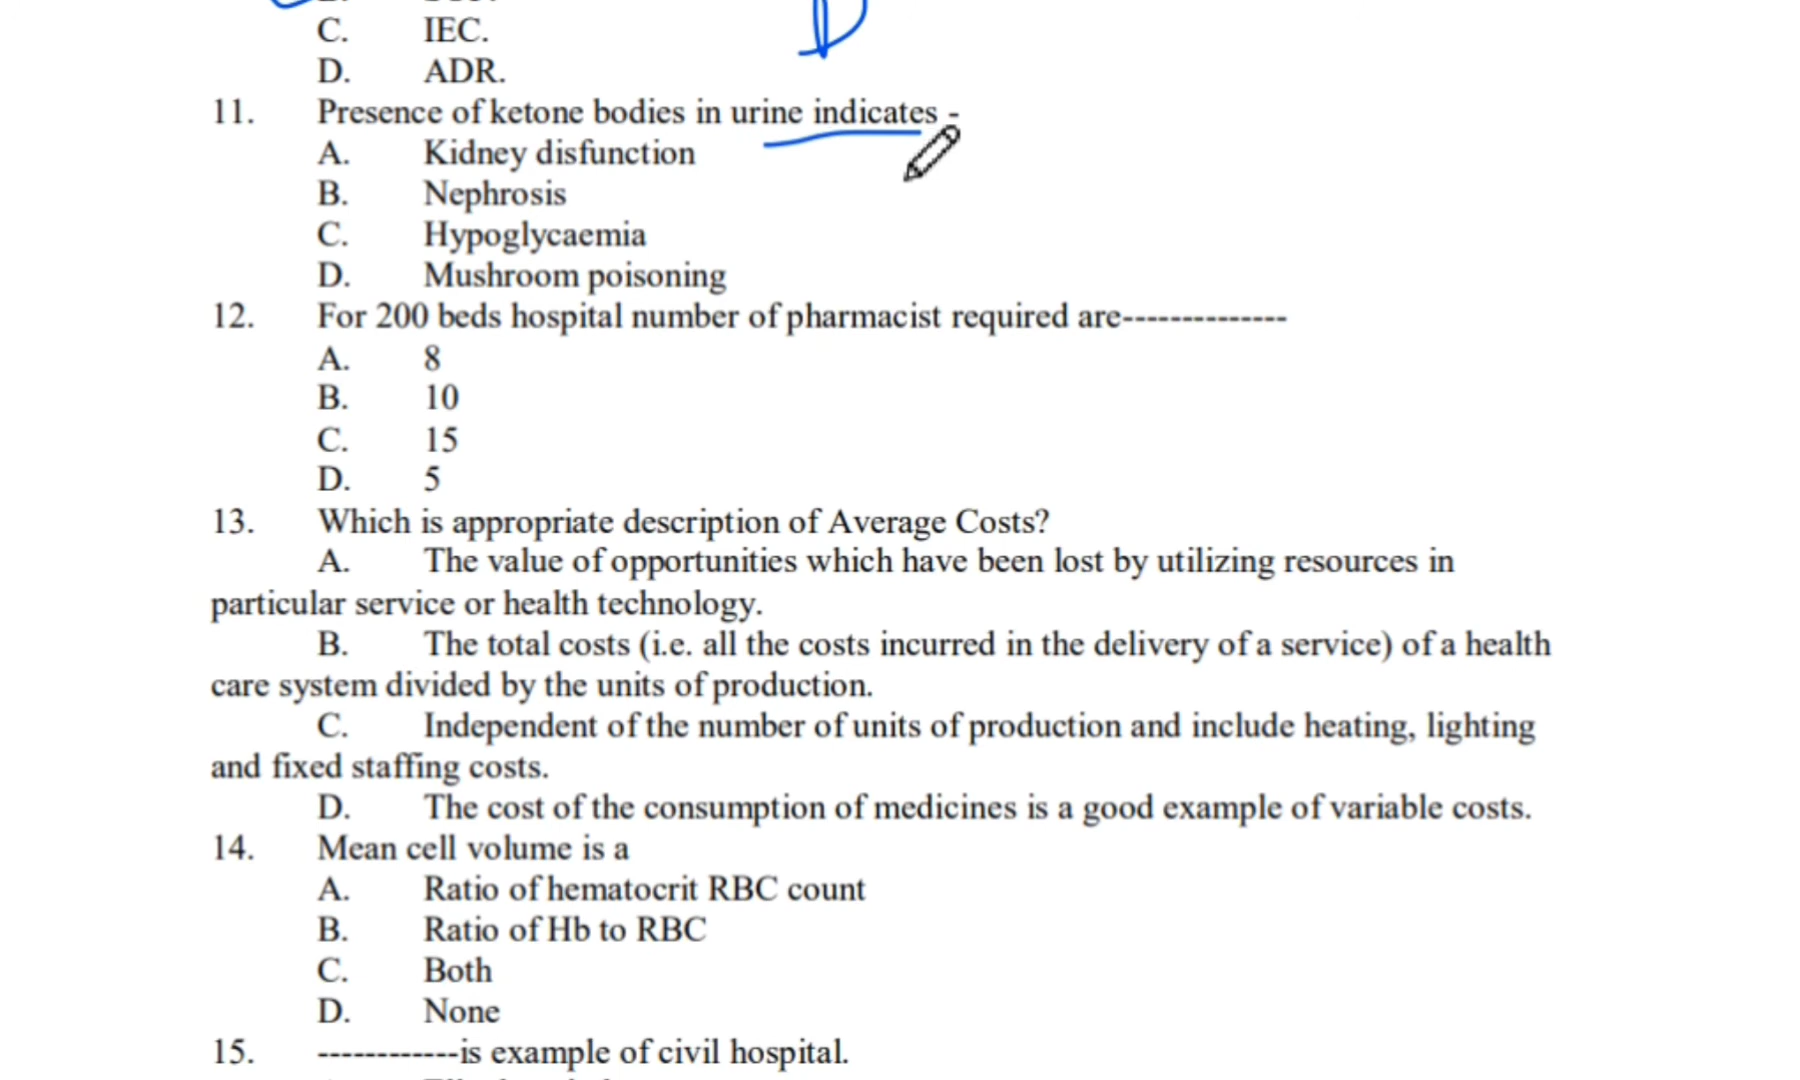 C. IEC.
D. ADR.
11. Presence of ketone bodies in urine indicates -
A. Kidney disfunction
B. Nephrosis
C. Hypoglycaemia
D. Mushroom poisoning
12. For 200 beds hospital number of pharmacist required are--------------
A. 8
B. 10
C. 15
D. 5
13. Which is appropriate description of Average Costs?
A. The value of opportunities which have been lost by utilizing resources in
particular service or health technology.
B. The total costs (i.e. all the costs incurred in the delivery of a service) of a health
care system divided by the units of production.
C. Independent of the number of units of production and include heating, lighting
and fixed staffing costs.
D. The cost of the consumption of medicines is a good example of variable costs.
14. Mean cell volume is a
A. Ratio of hematocrit RBC count
B. Ratio of Hb to RBC
C. Both
D. None
15. ------------is example of civil hospital.